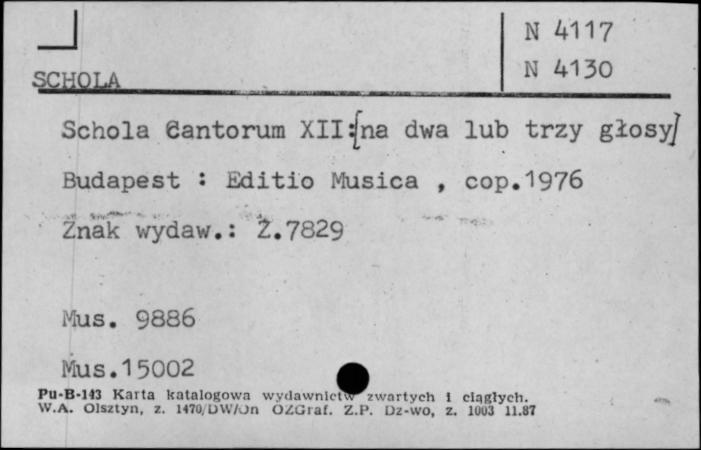 N 4117
N 4130
SCHOLA
Schola Cantorum XII:[na dwa lub trzy głosy]
Budapest : Editio Musica , cop.1976
Znak wydaw.: Z.7829
Mus. 9886
Mus.15002
Pu-B-143 Karta katalogowa wydawnictw zwartych i ciągłych.
W.A. Olsztyn, z. 1470/DW/On OZGraf. Z.P. Dz-wo, z. 1003 11.87